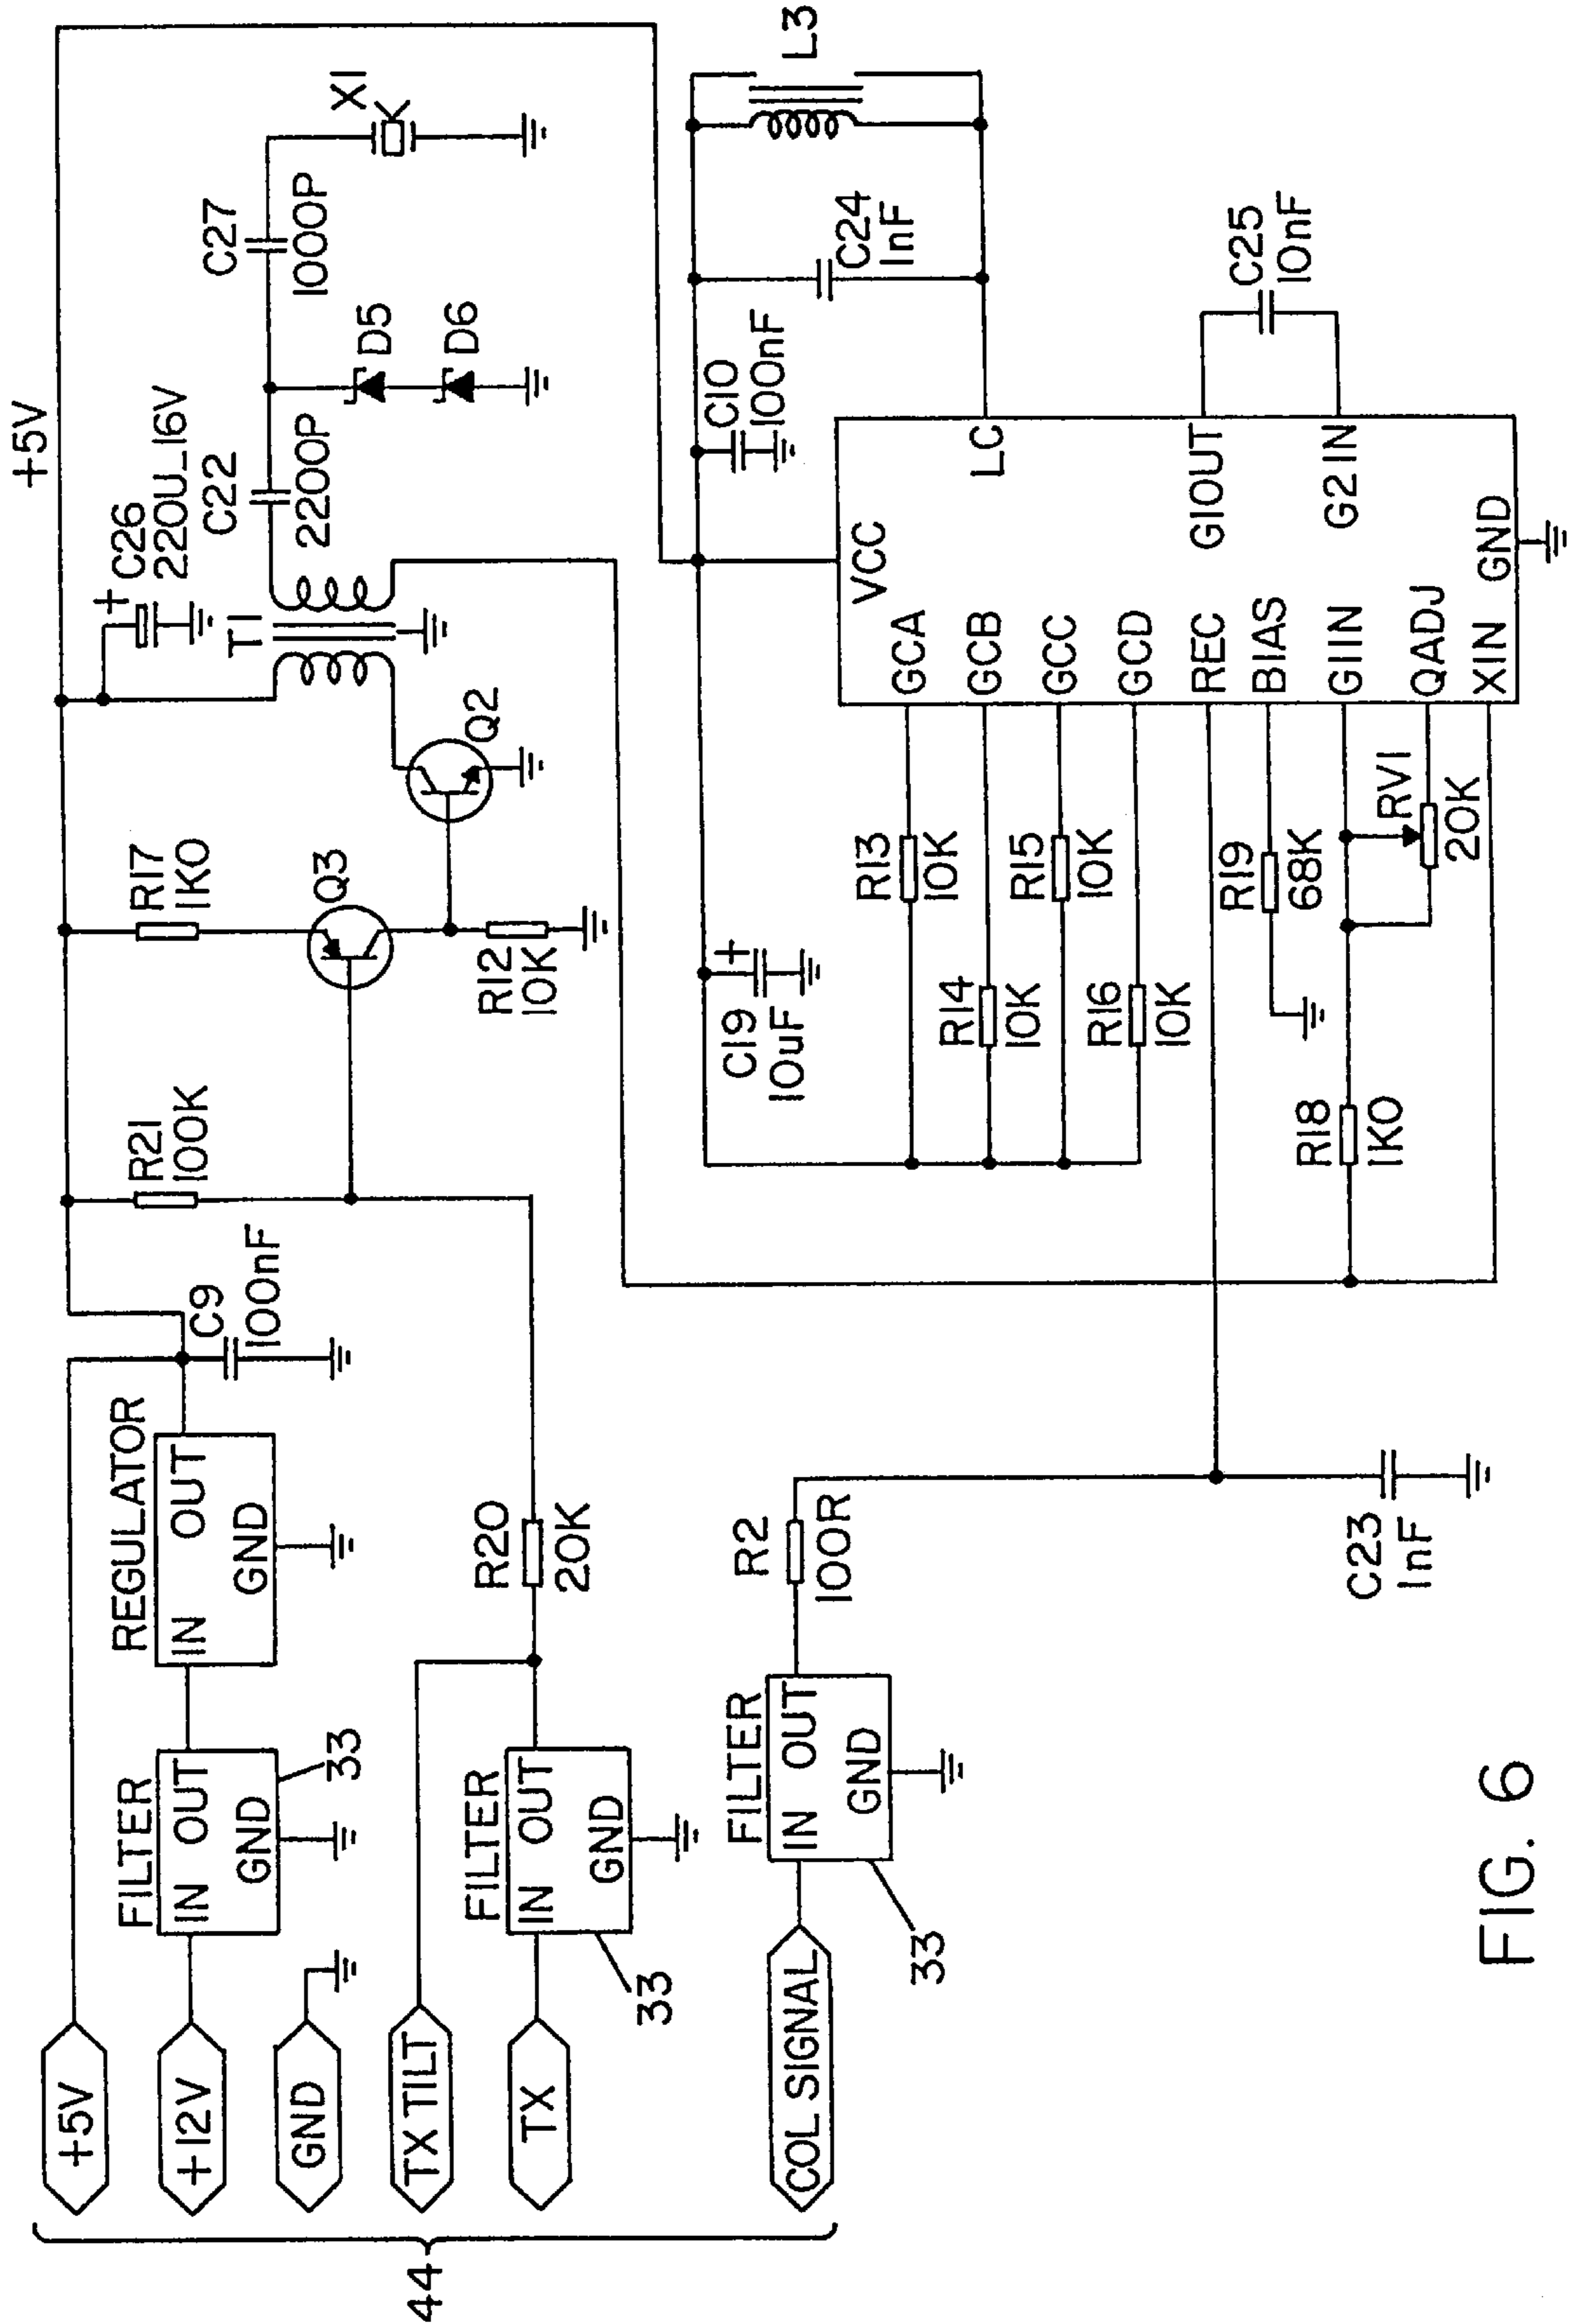 44
+5V
+12V
GND
TX TILT
TX
COL SIGNAL
FILTER
IN OUT
GND
33
REGULATOR
IN OUT
GND
C9
100nF
FILTER
IN OUT
GND
33
R20
20K
FILTER
IN OUT
GND
33
R2
100R
C23
1nF
R21
100K
R17
1K0
Q3
R12
10K
Q2
+5V
C26
220U_16V
T1
C22
2200P
D5
D6
C27
1000P
X1
C19
10uF
R13
10K
R14
10K
R15
10K
R16
10K
R19
68K
RV1
20K
R18
1K0
VCC
GCA
GCB
GCC
GCD
REC
BIAS
G1IN
QADJ
XIN
GND
LC
G1OUT
G2IN
C10
100nF
C24
1nF
L3
C25
10nF
FIG. 6